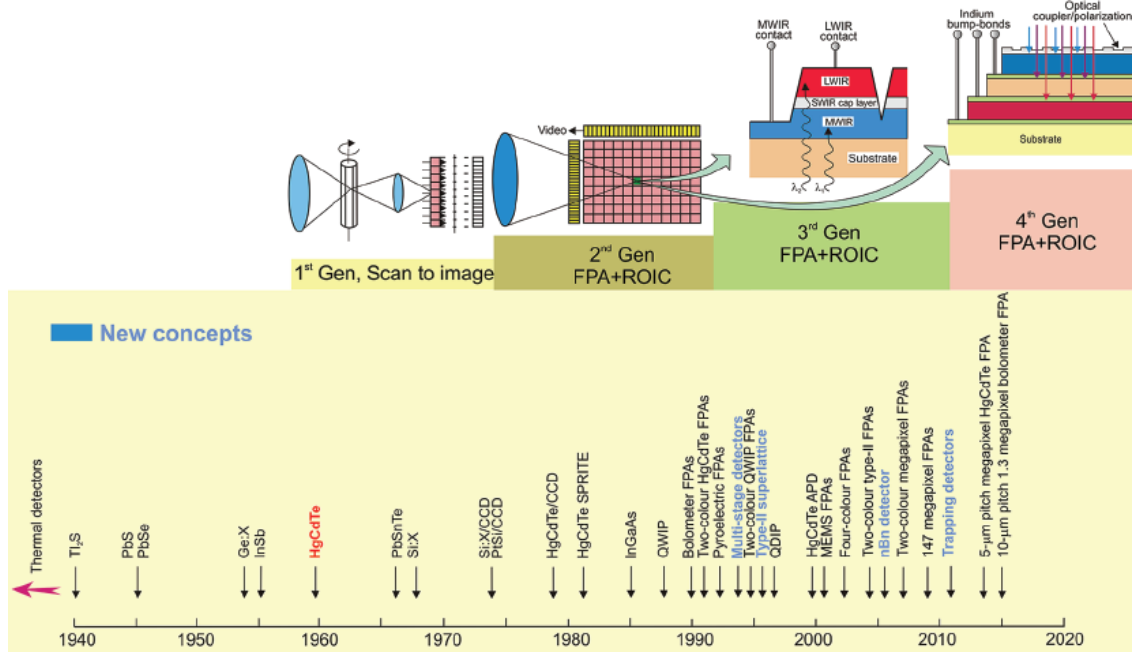 MWIR
contact
LWIR
contact
LWIR
SWIR cap layer
MWIR
Substrate
λ₂ λ₁
Indium
bump-bonds
Optical
coupler/polarization
Substrate
Video
1st Gen, Scan to image
2nd Gen
FPA+ROIC
3rd Gen
FPA+ROIC
4th Gen
FPA+ROIC
New concepts
Thermal detectors
Tl₂S
PbS
PbSe
Ge:X
InSb
HgCdTe
PbSnTe
Si:X
Si:X/CCD
PtSi/CCD
HgCdTe/CCD
HgCdTe SPRITE
InGaAs
QWIP
Bolometer FPAs
Two-colour HgCdTe FPAs
Pyroelectric FPAs
Multi-stage detectors
Two-colour QWIP FPAs
Type-II superlattice
QDIP
HgCdTe APD
MEMS FPAs
Four-colour FPAs
Two-colour type-II FPAs
nBn detector
Two-colour megapixel FPAs
147 megapixel FPAs
Trapping detectors
5-µm pitch megapixel HgCdTe FPA
10-µm pitch 1.3 megapixel bolometer FPA
1940 1950 1960 1970 1980 1990 2000 2010 2020